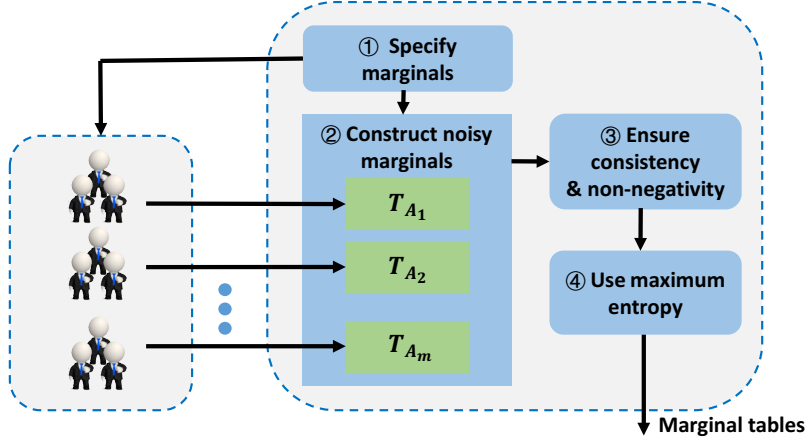 ① Specify
marginals
② Construct noisy
marginals
T_{A_1}
T_{A_2}
T_{A_m}
③ Ensure
consistency
& non-negativity
④ Use maximum
entropy
Marginal tables